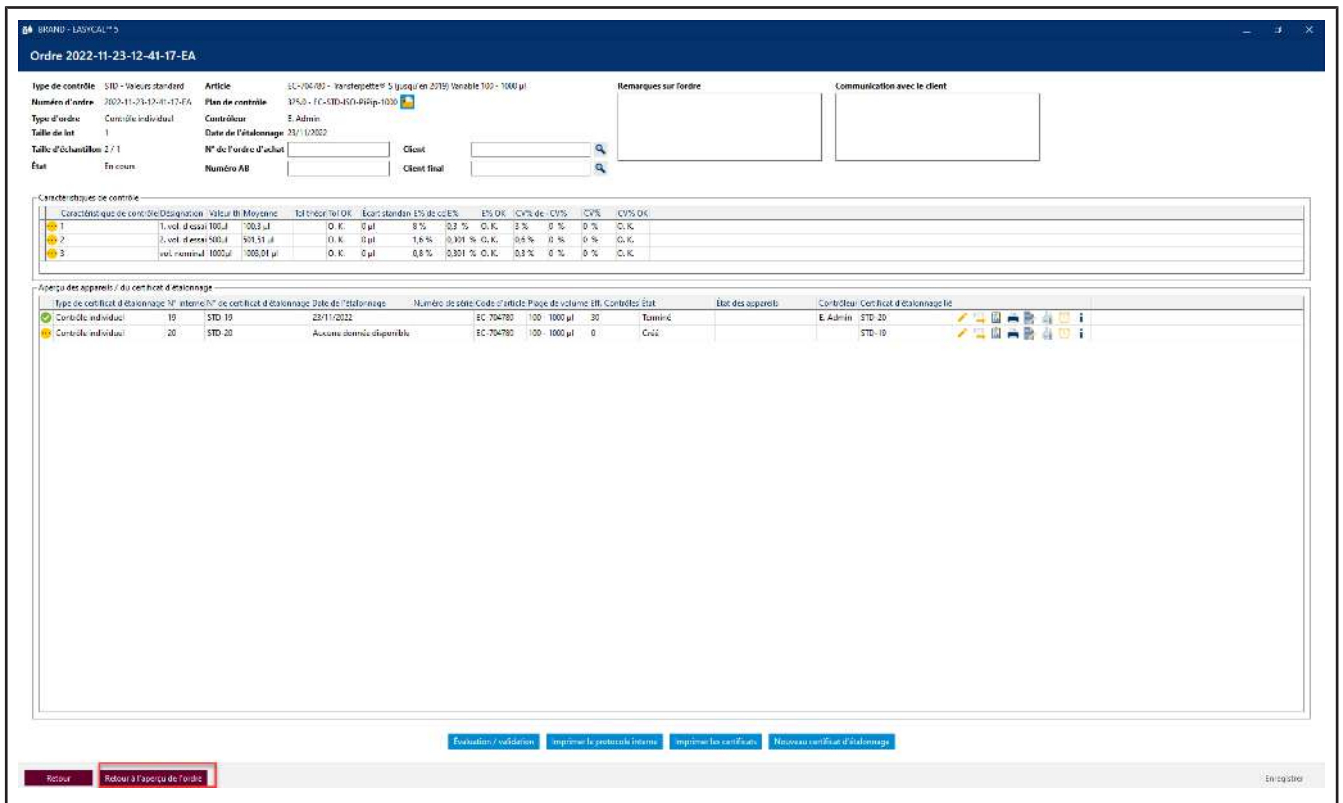 BRAND - EASYCAL™ 5
Ordre 2022-11-23-12-41-17-EA
Type de contrôle STD - Valeurs standard Article EC-704780 - Transferpette® S (jusqu'en 2019) Variable 100 - 1000 µl Remarques sur l'ordre Communication avec le client
Numéro d'ordre 2022-11-23-12-41-17-EA Plan de contrôle 325.0 - EC-STD-ISO-PiPip-1000
Type d'ordre Contrôle individuel Contrôleur E. Admin
Taille de lot 1 Date de l'étalonnage 23/11/2022
Taille d'échantillon 2 / 1 N° de l'ordre d'achat Client
État En cours Numéro AB Client final
Caractéristiques de contrôle
Caractéristique de contrôle Désignation Valeur th Moyenne Tol théor Tol OK Écart standan E% de co E% E% OK CV% de CV% CV% CV% OK
1 1. vol. d'essai 100µl 100,3 µl O. K. 0 µl 8 % 0,3 % O. K. 3 % 0 % 0 % O. K.
2 2. vol. d'essai 500µl 501,51 µl O. K. 0 µl 1,6 % 0,301 % O. K. 0,6 % 0 % 0 % O. K.
3 vol. nominal 1000µl 1003,01 µl O. K. 0 µl 0,8 % 0,301 % O. K. 0,3 % 0 % 0 % O. K.
Aperçu des appareils / du certificat d'étalonnage
Type de certificat d'étalonnage N° interne N° de certificat d'étalonnage Date de l'étalonnage Numéro de série Code d'article Plage de volume Eff. Contrôles État État des appareils Contrôleur Certificat d'étalonnage lié
Contrôle individuel 19 STD-19 23/11/2022 EC-704780 100 - 1000 µl 30 Terminé E. Admin STD-20
Contrôle individuel 20 STD-20 Aucune donnée disponible EC-704780 100 - 1000 µl 0 Créé STD-19
Évaluation / validation Imprimer le protocole interne Imprimer les certificats Nouveau certificat d'étalonnage
Retour Retour à l'aperçu de l'ordre Enregistrer